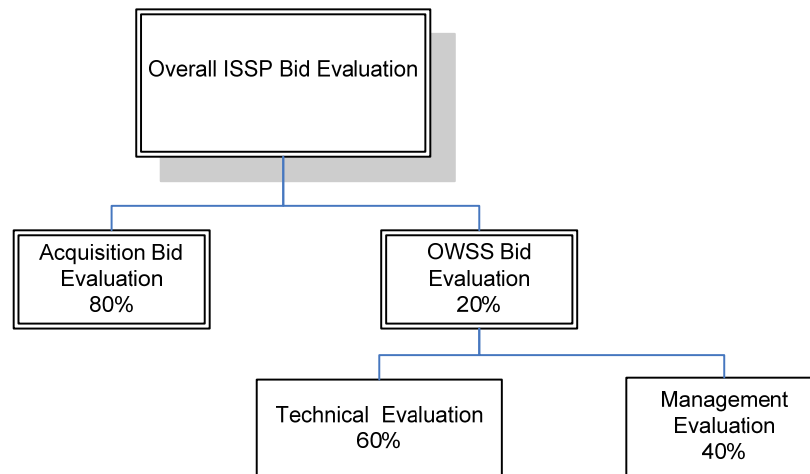 Overall ISSP Bid Evaluation
Acquisition Bid
Evaluation
80%
OWSS Bid
Evaluation
20%
Technical Evaluation
60%
Management
Evaluation
40%